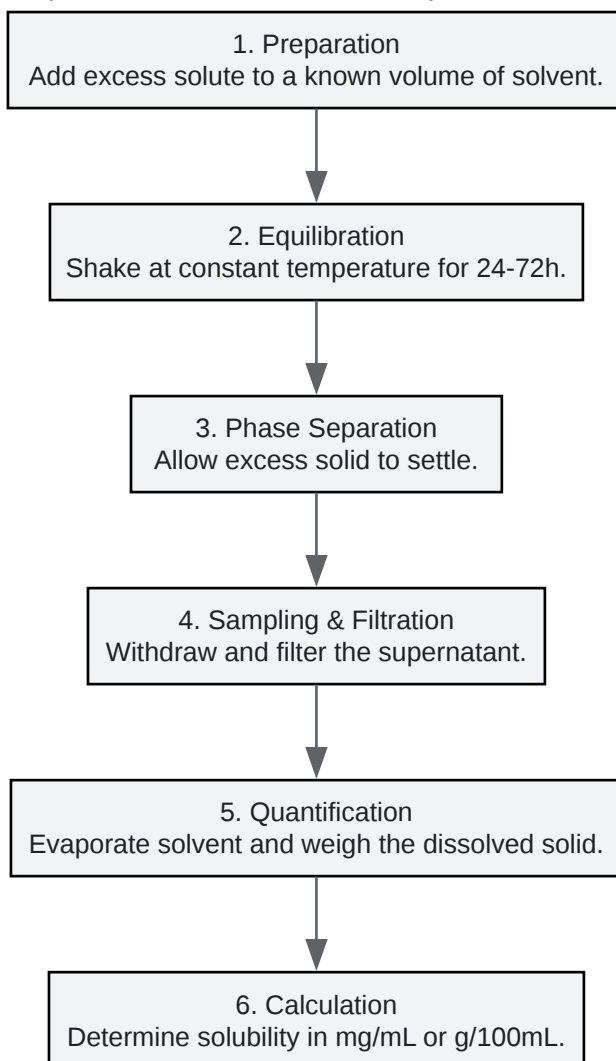 1. Preparation
Add excess solute to a known volume of solvent.
2. Equilibration
Shake at constant temperature for 24-72h.
3. Phase Separation
Allow excess solid to settle.
4. Sampling & Filtration
Withdraw and filter the supernatant.
5. Quantification
Evaporate solvent and weigh the dissolved solid.
6. Calculation
Determine solubility in mg/mL or g/100mL.